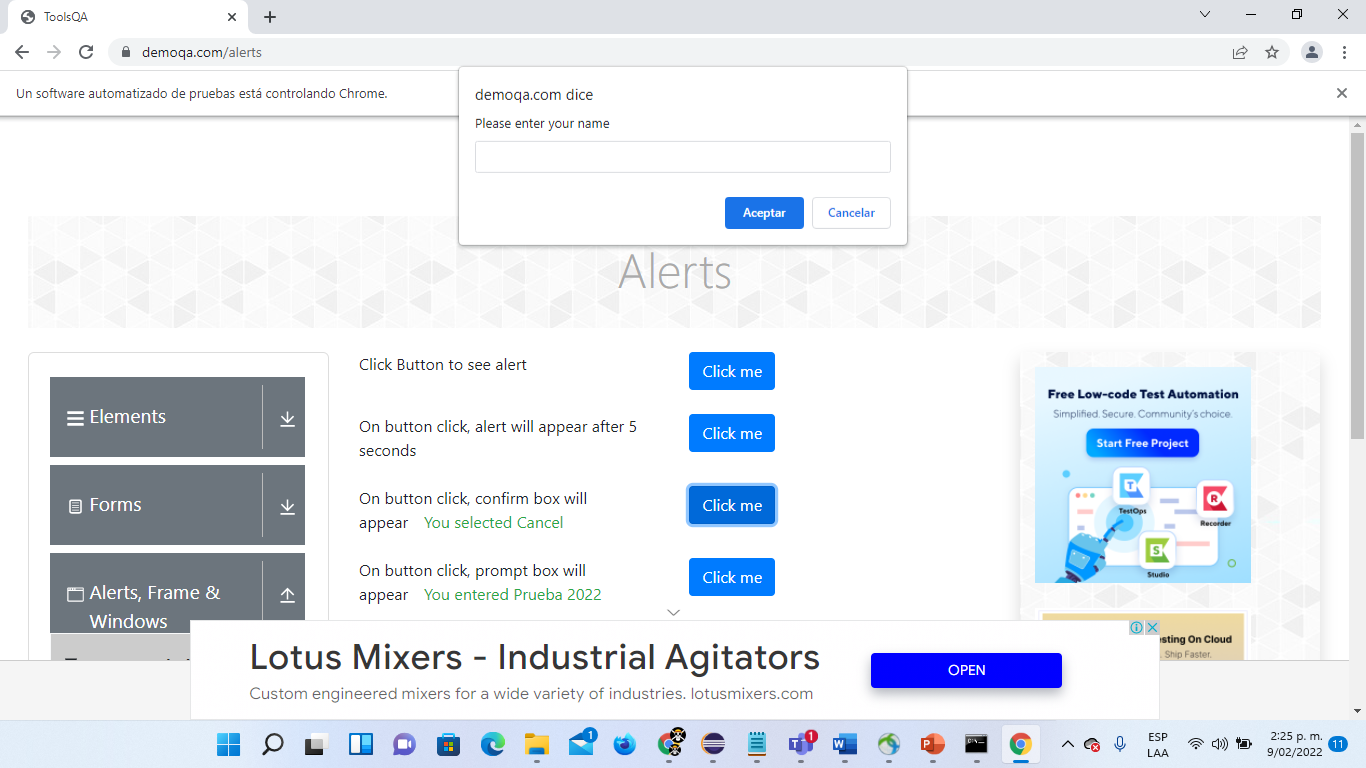 ToolsQA
demoqa.com/alerts
Un software automatizado de pruebas está controlando Chrome.
demoqa.com dice
Please enter your name
Aceptar
Cancelar
Alerts
Elements
Forms
Alerts, Frame &
Windows
Click Button to see alert
Click me
On button click, alert will appear after 5
seconds
Click me
On button click, confirm box will
appear You selected Cancel
Click me
On button click, prompt box will
appear You entered Prueba 2022
Click me
Free Low-code Test Automation
Simplified. Secure. Community's choice.
Start Free Project
TestOps
Recorder
Studio
sting On Cloud
. Ship Faster.
Lotus Mixers - Industrial Agitators
Custom engineered mixers for a wide variety of industries. lotusmixers.com
OPEN
1
1
ESP
LAA
2:25 p. m.
9/02/2022
11